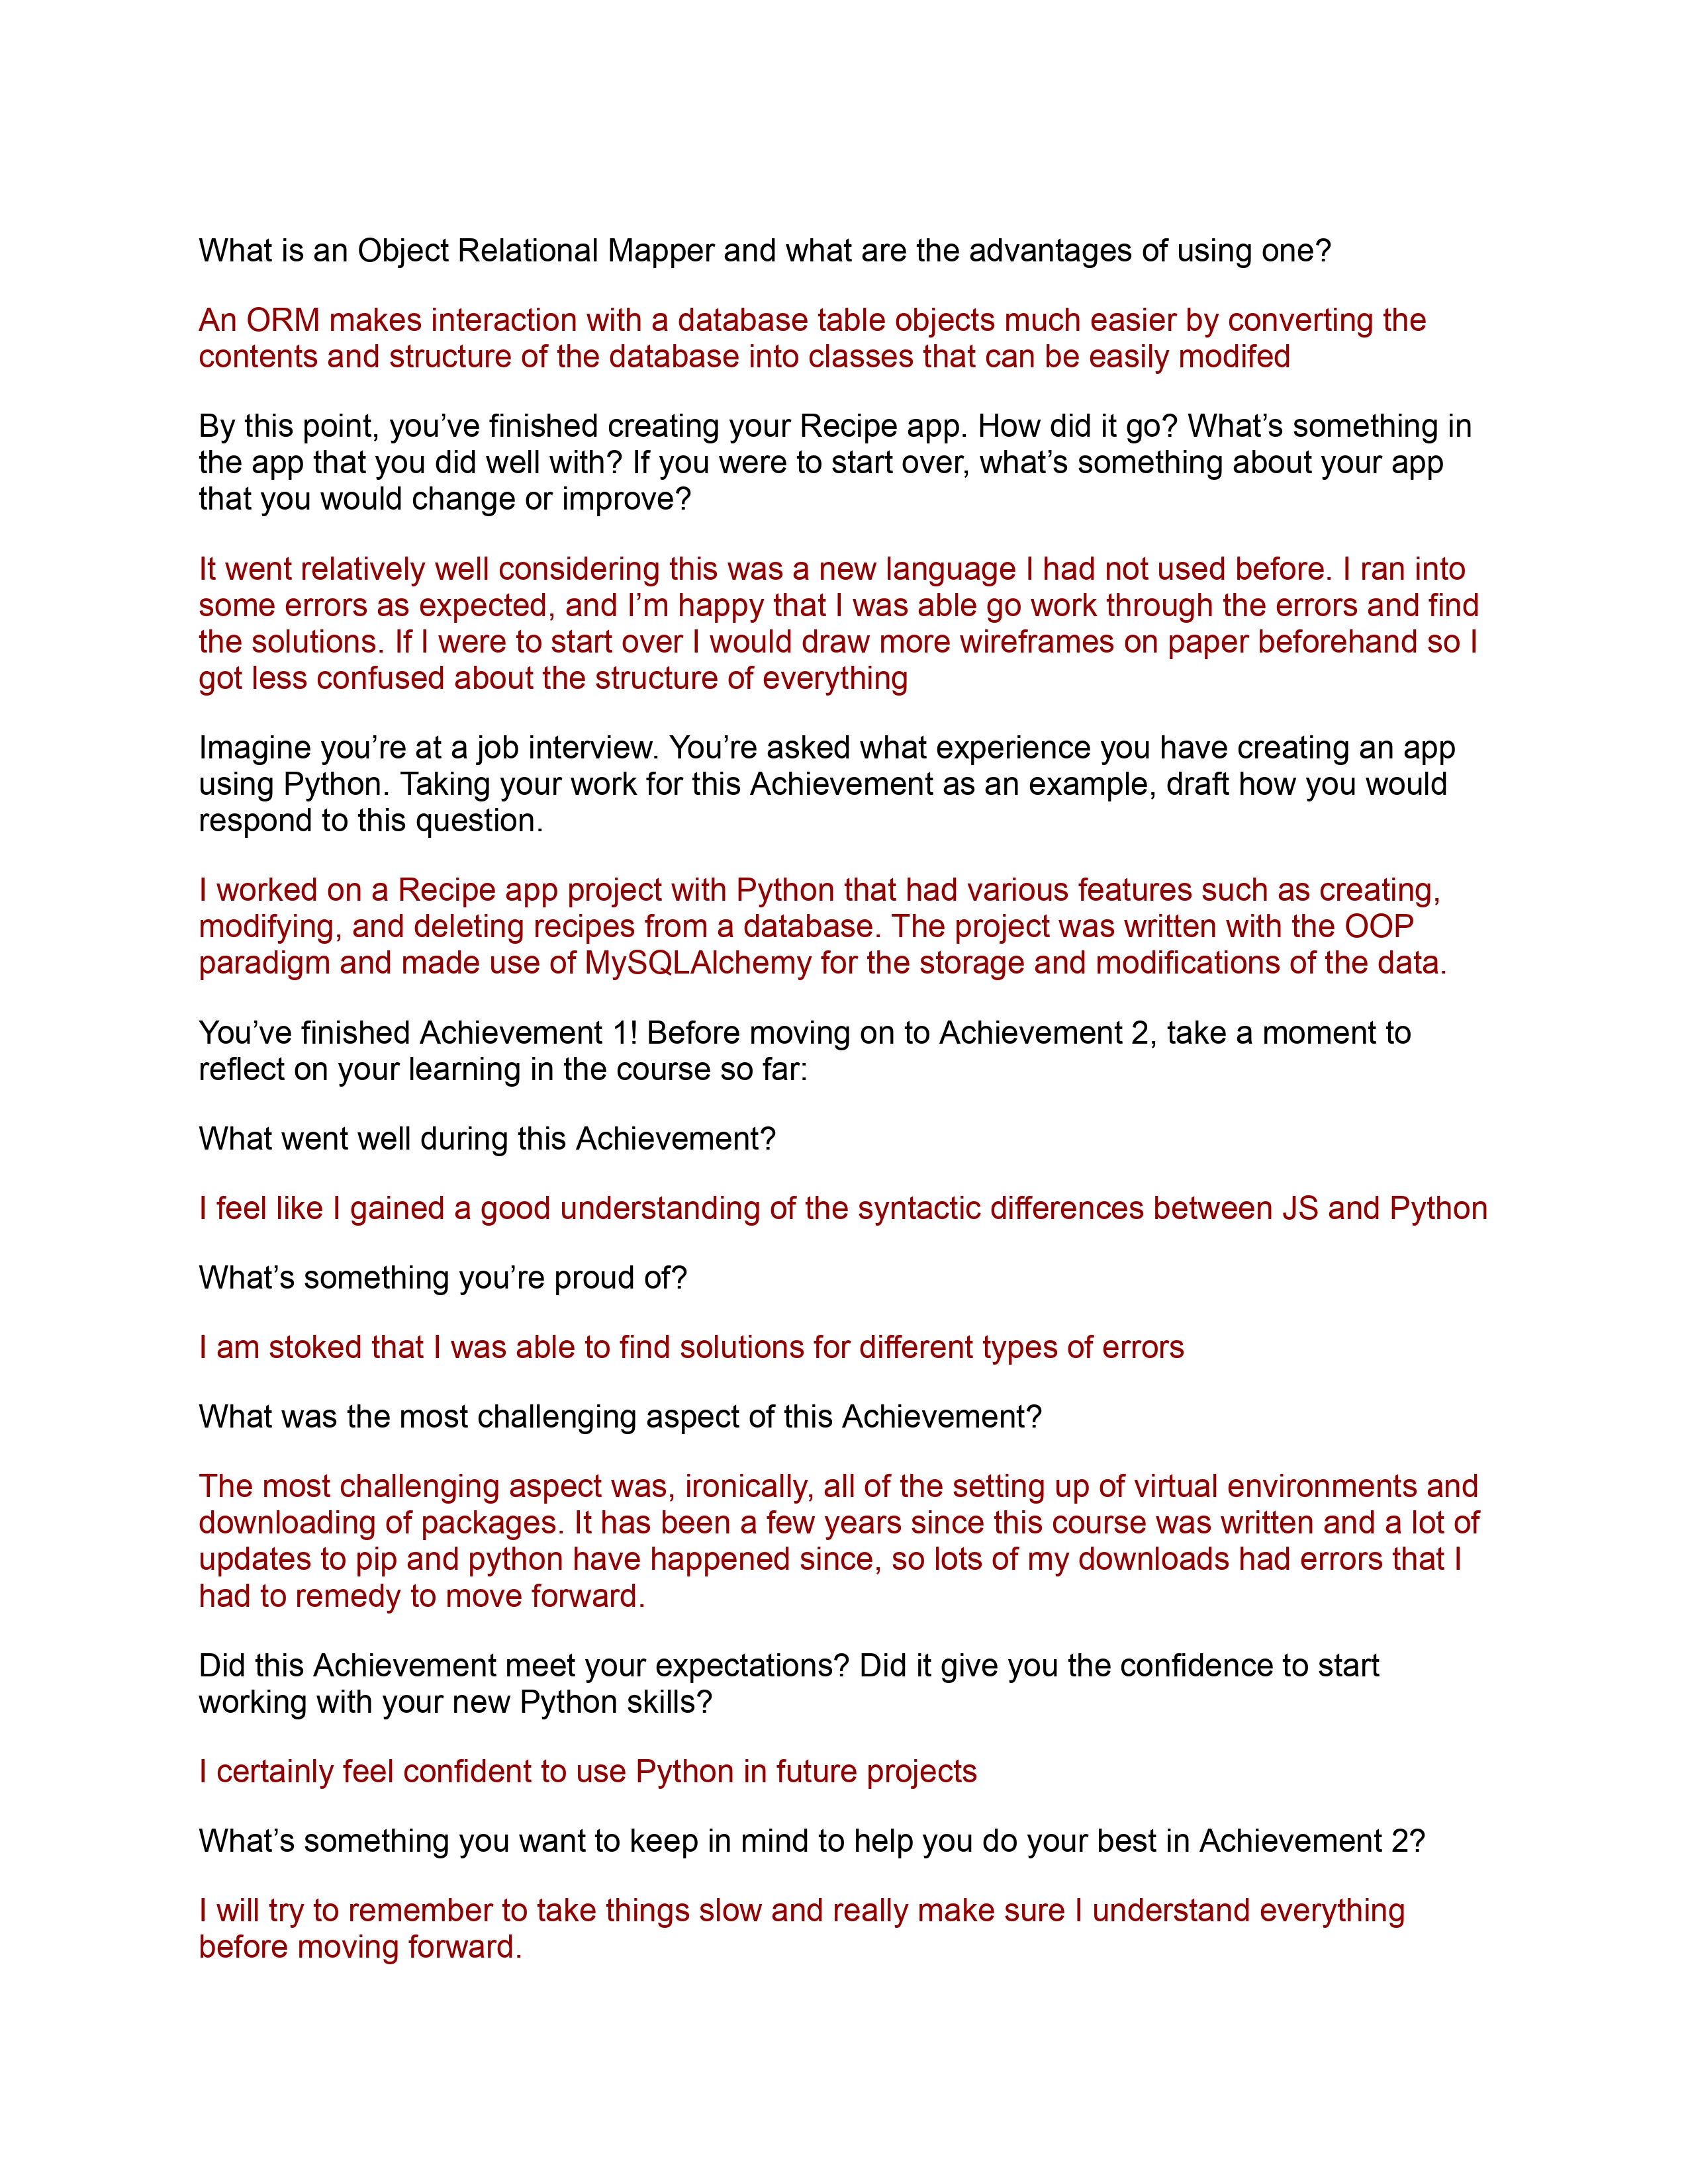 What is an Object Relational Mapper and what are the advantages of using one?
An ORM makes interaction with a database table objects much easier by converting the
contents and structure of the database into classes that can be easily modifed
By this point, you’ve finished creating your Recipe app. How did it go? What’s something in
the app that you did well with? If you were to start over, what’s something about your app
that you would change or improve?
It went relatively well considering this was a new language I had not used before. I ran into
some errors as expected, and I’m happy that I was able go work through the errors and find
the solutions. If I were to start over I would draw more wireframes on paper beforehand so I
got less confused about the structure of everything
Imagine you’re at a job interview. You’re asked what experience you have creating an app
using Python. Taking your work for this Achievement as an example, draft how you would
respond to this question.
I worked on a Recipe app project with Python that had various features such as creating,
modifying, and deleting recipes from a database. The project was written with the OOP
paradigm and made use of MySQLAlchemy for the storage and modifications of the data.
You’ve finished Achievement 1! Before moving on to Achievement 2, take a moment to
reflect on your learning in the course so far:
What went well during this Achievement?
I feel like I gained a good understanding of the syntactic differences between JS and Python
What’s something you’re proud of?
I am stoked that I was able to find solutions for different types of errors
What was the most challenging aspect of this Achievement?
The most challenging aspect was, ironically, all of the setting up of virtual environments and
downloading of packages. It has been a few years since this course was written and a lot of
updates to pip and python have happened since, so lots of my downloads had errors that I
had to remedy to move forward.
Did this Achievement meet your expectations? Did it give you the confidence to start
working with your new Python skills?
I certainly feel confident to use Python in future projects
What’s something you want to keep in mind to help you do your best in Achievement 2?
I will try to remember to take things slow and really make sure I understand everything
before moving forward.